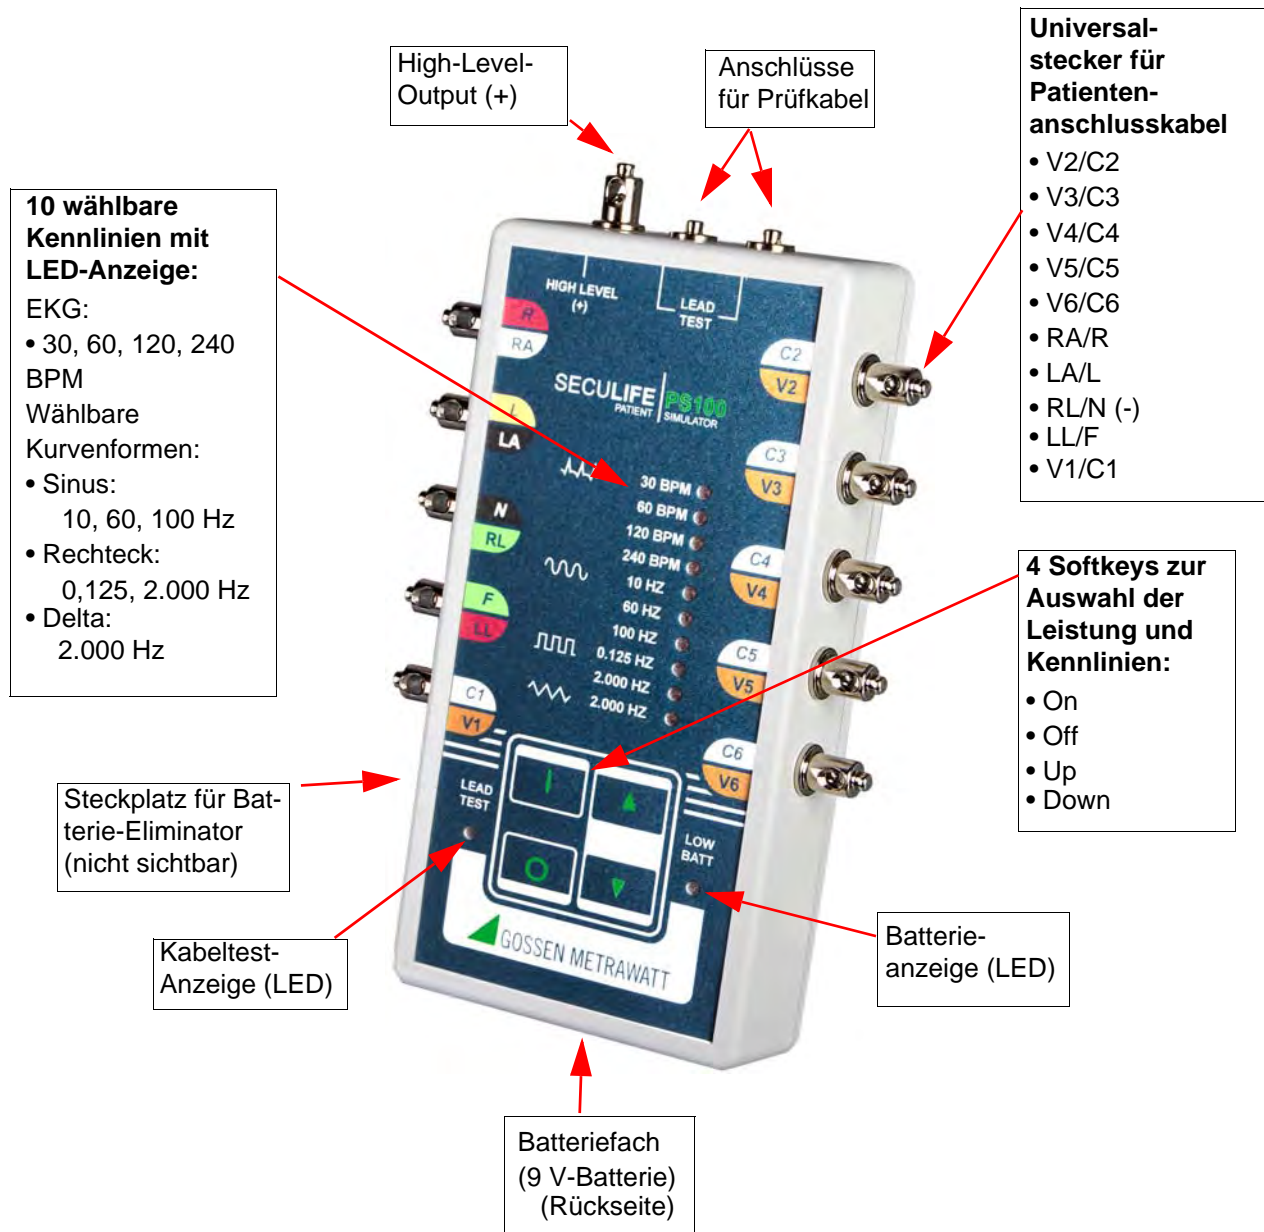 High-Level-
Output (+)
Anschlüsse
für Prüfkabel
Universal-
stecker für
Patienten-
anschlusskabel
• V2/C2
• V3/C3
• V4/C4
• V5/C5
• V6/C6
• RA/R
• LA/L
• RL/N (-)
• LL/F
• V1/C1
10 wählbare
Kennlinien mit
LED-Anzeige:
EKG:
• 30, 60, 120, 240
BPM
Wählbare
Kurvenformen:
• Sinus:
10, 60, 100 Hz
• Rechteck:
0,125, 2.000 Hz
• Delta:
2.000 Hz
4 Softkeys zur
Auswahl der
Leistung und
Kennlinien:
• On
• Off
• Up
• Down
Steckplatz für Bat-
terie-Eliminator
(nicht sichtbar)
Kabeltest-
Anzeige (LED)
Batterie-
anzeige (LED)
Batteriefach
(9 V-Batterie)
(Rückseite)
HIGH LEVEL
(+)
LEAD
TEST
R
RA
L
LA
N
RL
F
LL
C1
V1
C2
V2
C3
V3
C4
V4
C5
V5
C6
V6
SECULIFE PS100
PATIENT SIMULATOR
30 BPM
60 BPM
120 BPM
240 BPM
10 HZ
60 HZ
100 HZ
0.125 HZ
2.000 HZ
2.000 HZ
LEAD
TEST
LOW
BATT
GOSSEN METRAWATT